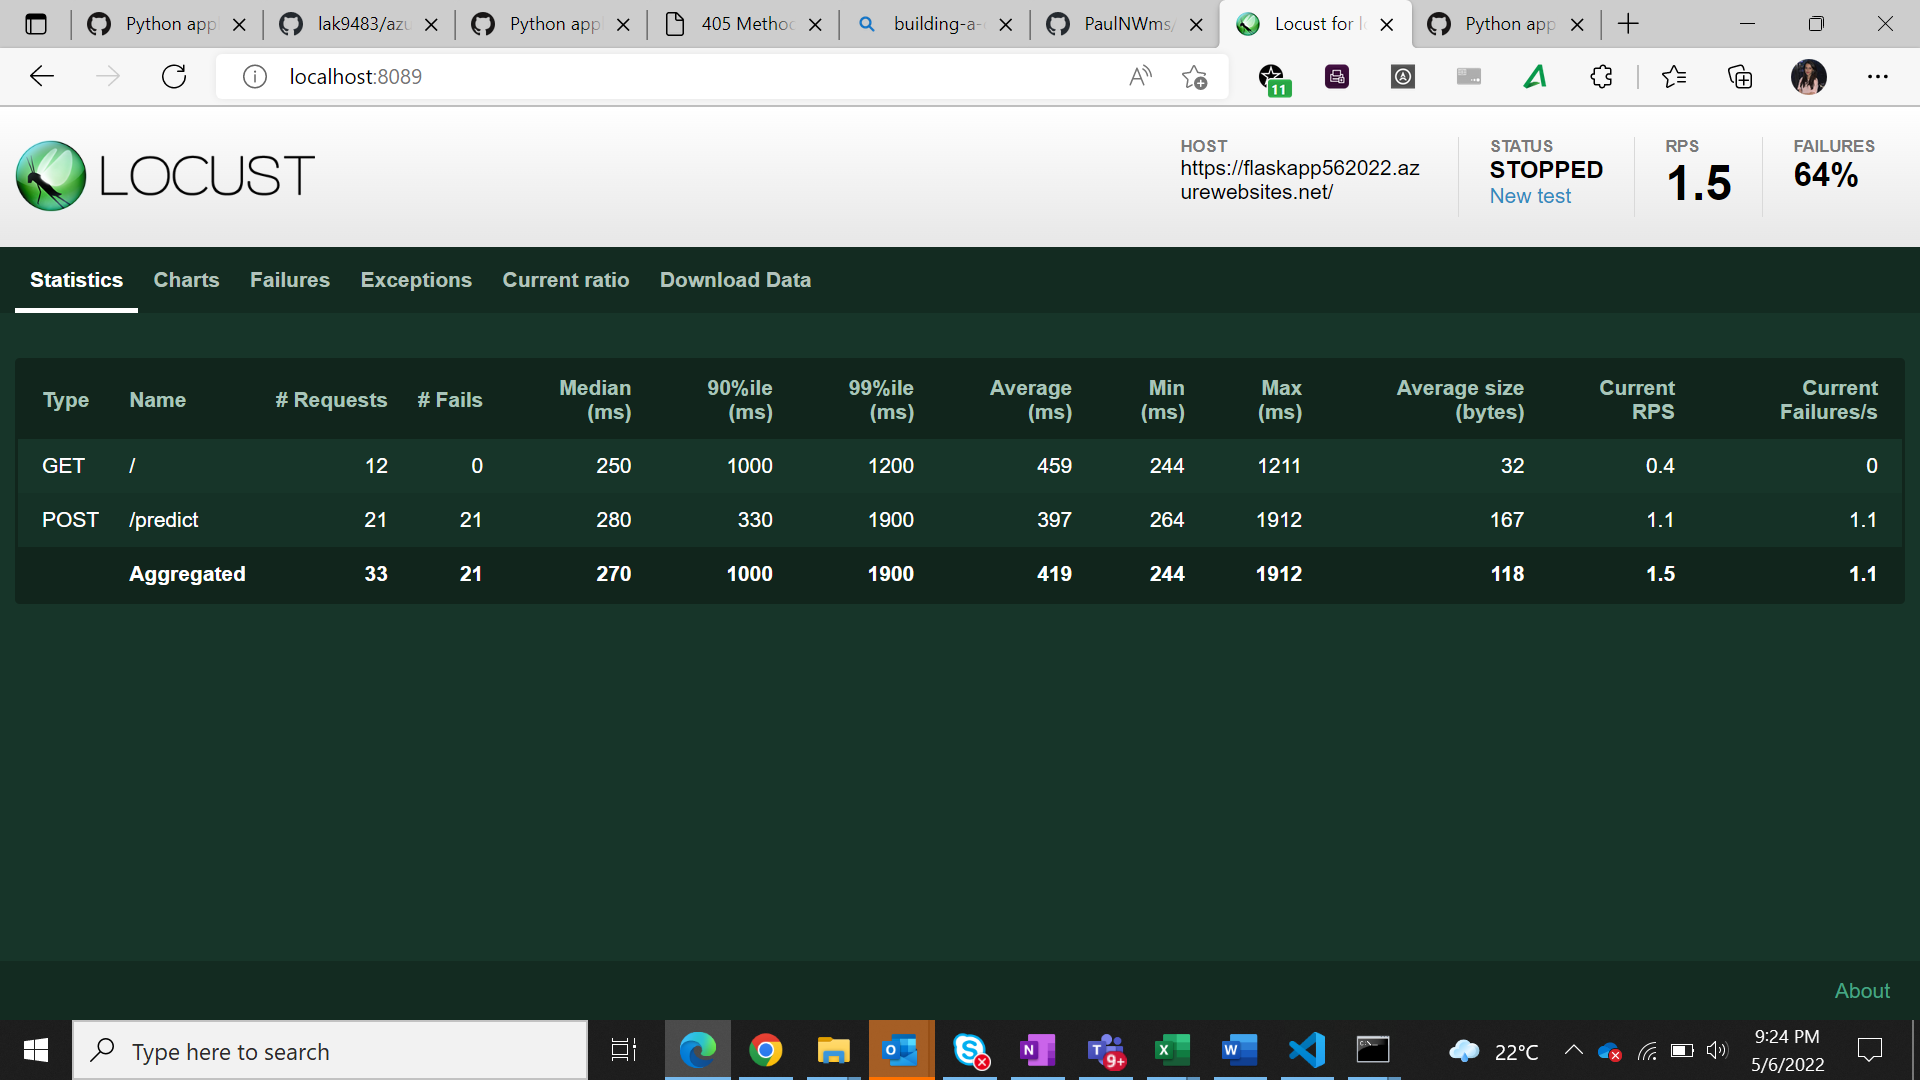 Python app
lak9483/azu
Python app
405 Method
building-a-
PaulNWms/
Locust for l
Python app
localhost:8089
11
LOCUST
HOST
https://flaskapp562022.az
urewebsites.net/
STATUS
STOPPED
New test
RPS
1.5
FAILURES
64%
Statistics Charts Failures Exceptions Current ratio Download Data
Type Name # Requests # Fails Median (ms) 90%ile (ms) 99%ile (ms) Average (ms) Min (ms) Max (ms) Average size (bytes) Current RPS Current Failures/s
GET / 12 0 250 1000 1200 459 244 1211 32 0.4 0
POST /predict 21 21 280 330 1900 397 264 1912 167 1.1 1.1
Aggregated 33 21 270 1000 1900 419 244 1912 118 1.5 1.1
About
Type here to search
9+
22°C
9:24 PM
5/6/2022